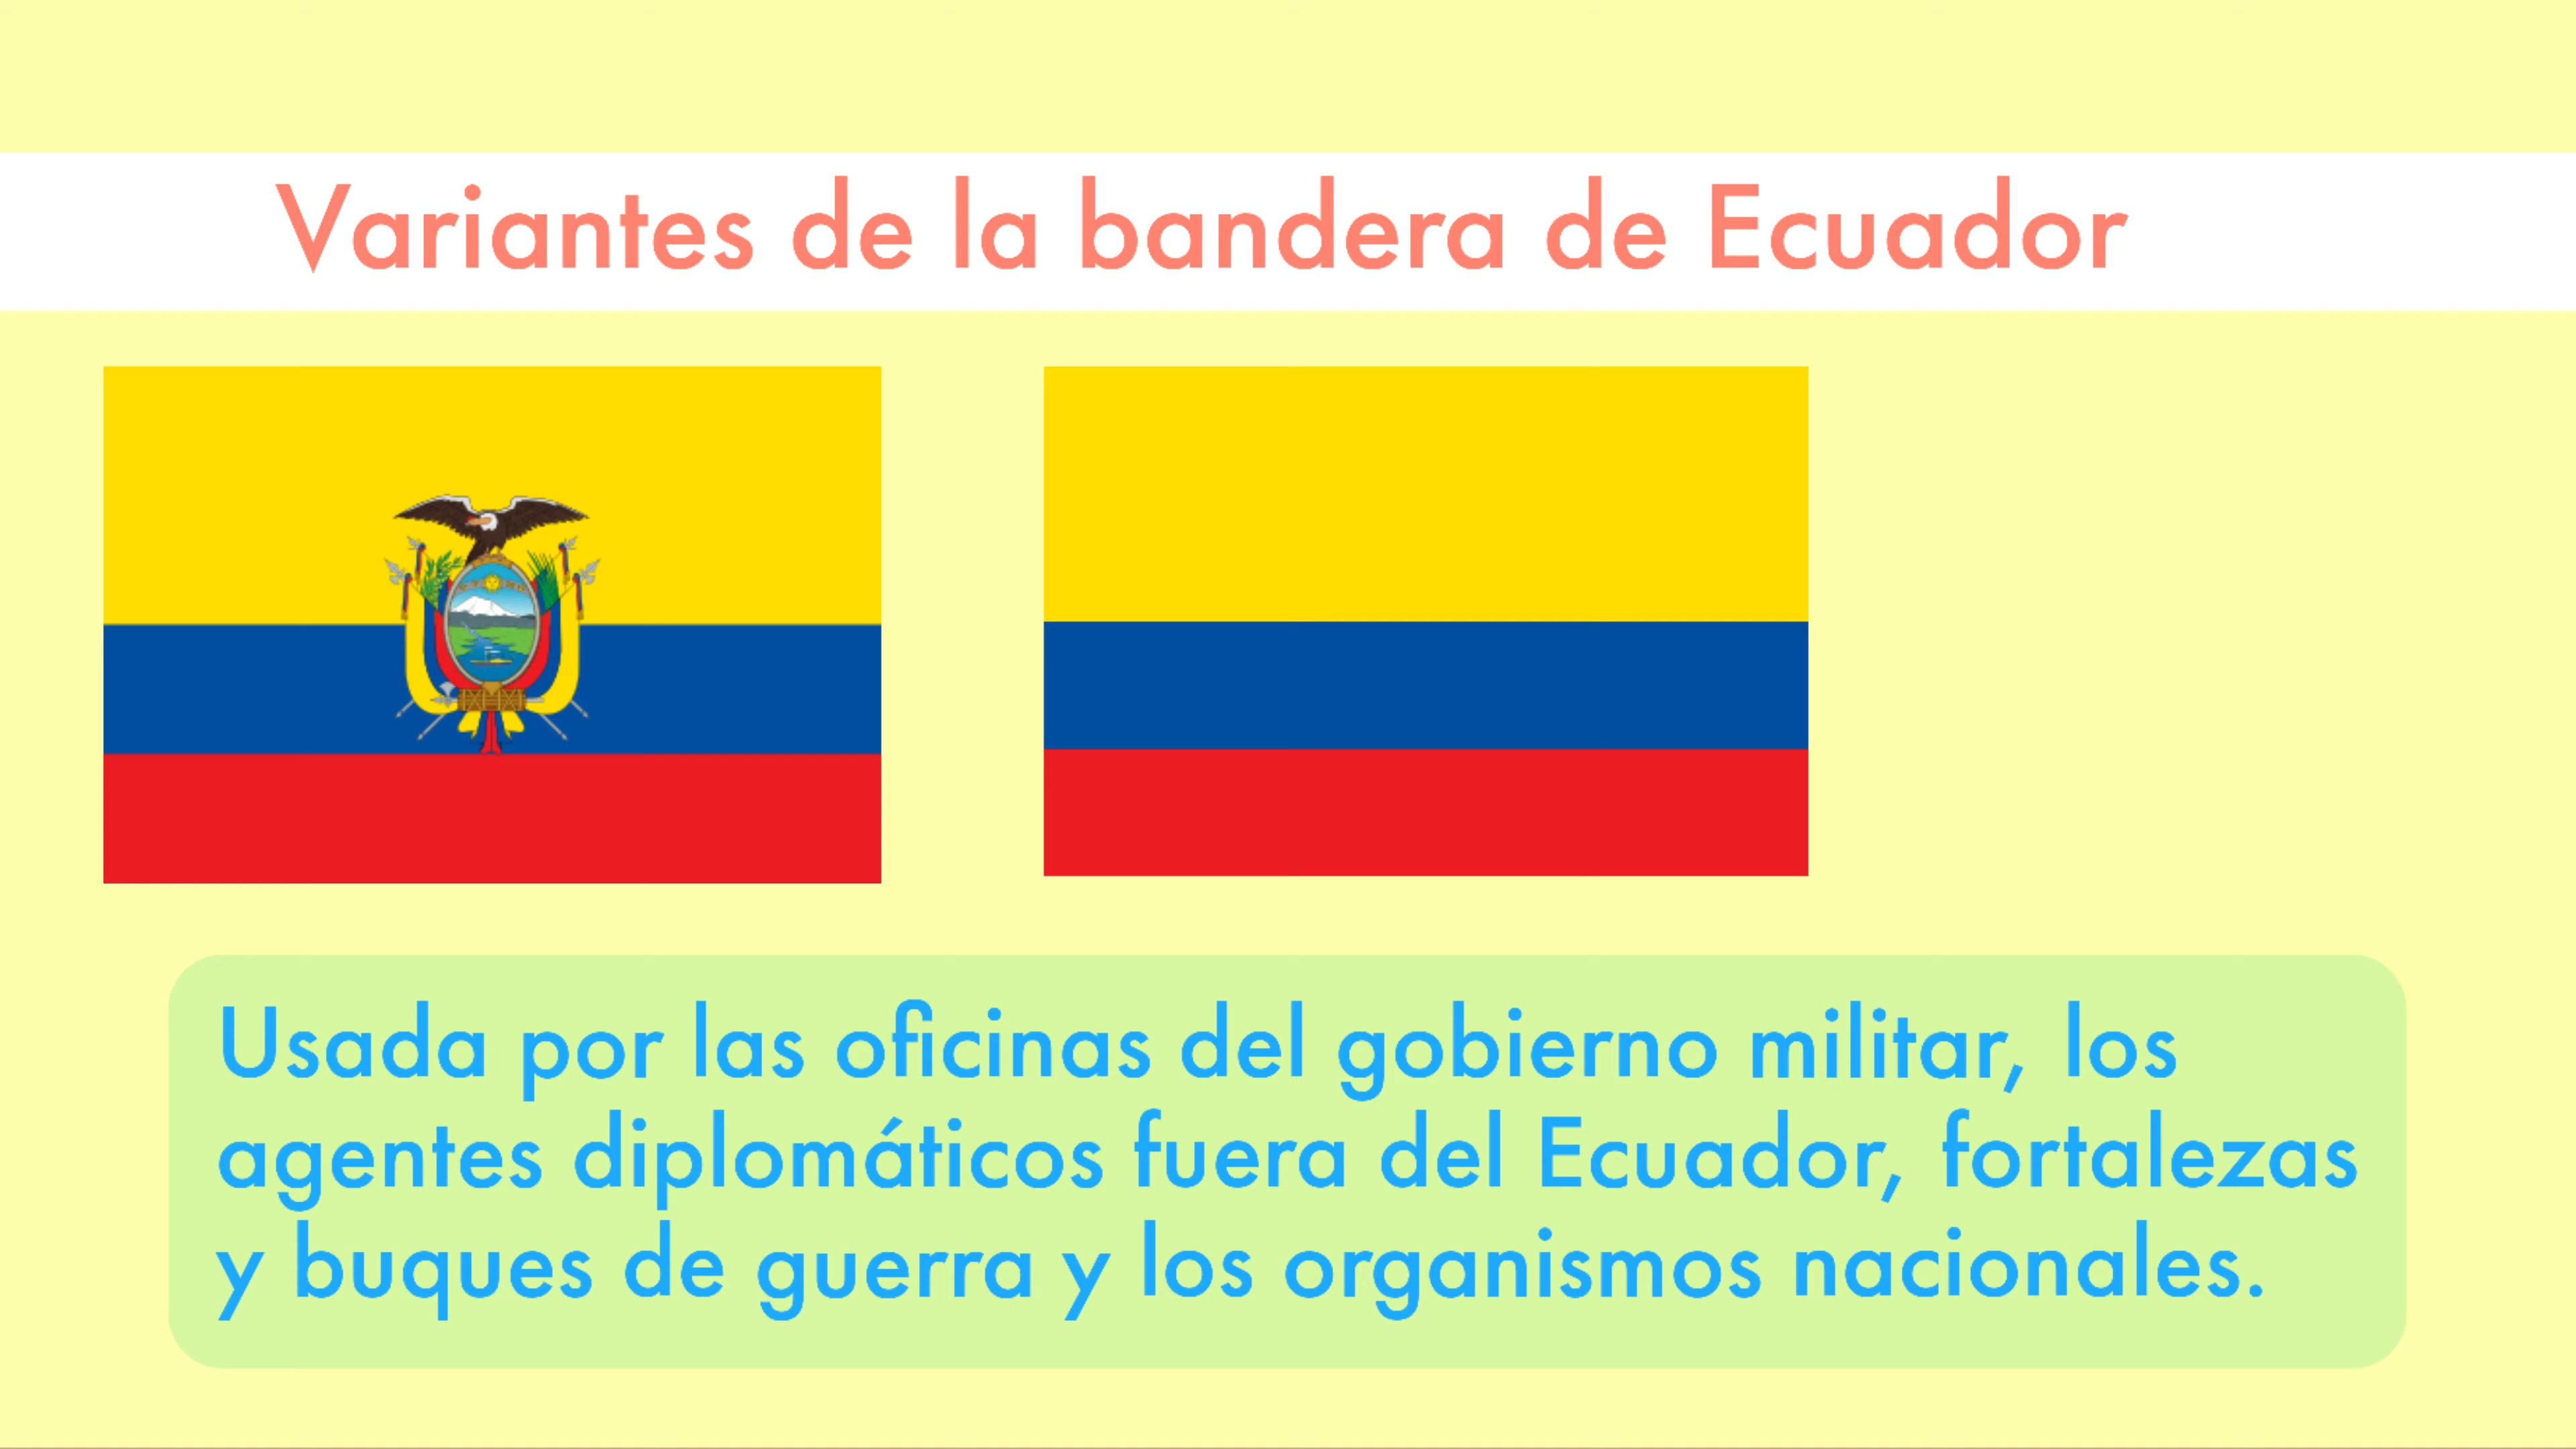 Variantes de la bandera de Ecuador
Usada por las oficinas del gobierno militar, los
agentes diplomáticos fuera del Ecuador, fortalezas
y buques de guerra y los organismos nacionales.